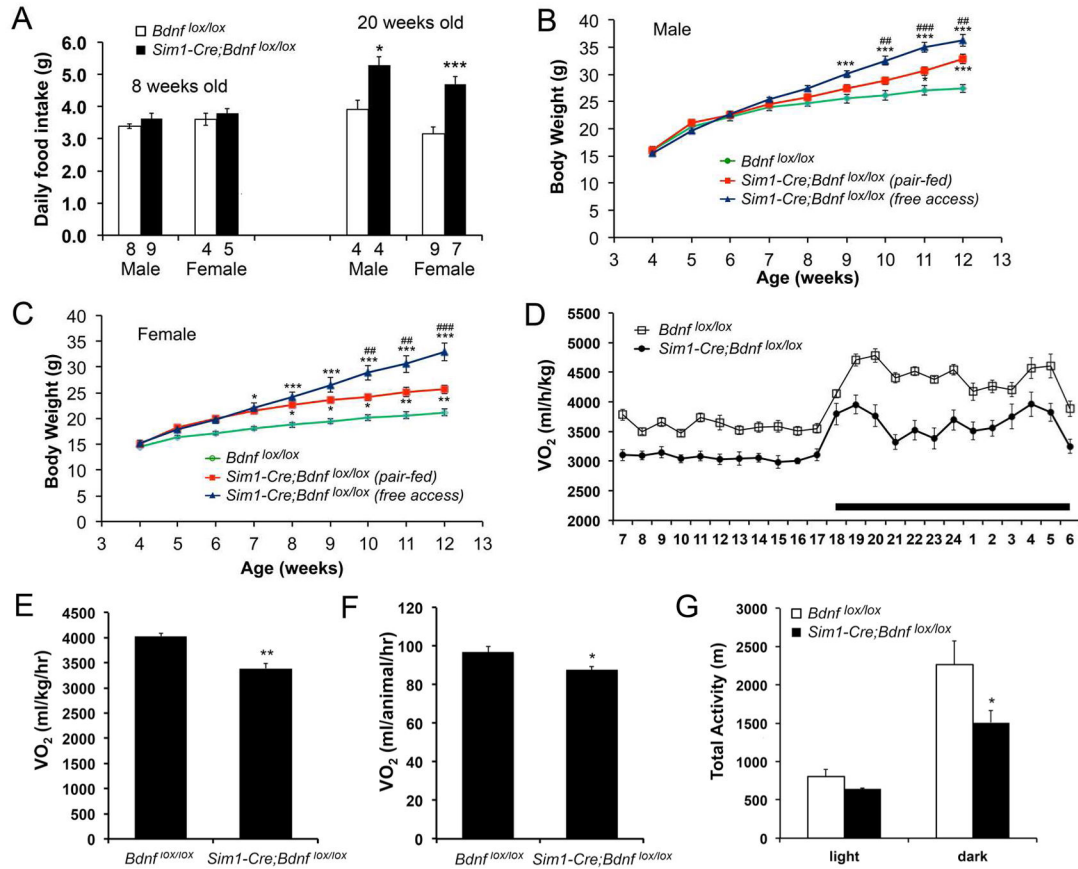 A
20 weeks old
Bdnf lox/lox
Sim1-Cre;Bdnf lox/lox
8 weeks old
Daily food intake (g)
6.0
5.0
4.0
3.0
2.0
1.0
0.0
*
***
8 9 4 5 4 4 9 7
Male Female Male Female
B
Male
Body Weight (g)
40
35
30
25
20
15
10
5
0
***
##
***
###
***
*
##
***
***
Bdnf lox/lox
Sim1-Cre;Bdnf lox/lox (pair-fed)
Sim1-Cre;Bdnf lox/lox (free access)
3 4 5 6 7 8 9 10 11 12 13
Age (weeks)
C
Female
Body Weight (g)
40
35
30
25
20
15
10
5
0
*
***
*
***
*
##
***
*
##
***
**
###
***
**
Bdnf lox/lox
Sim1-Cre;Bdnf lox/lox (pair-fed)
Sim1-Cre;Bdnf lox/lox (free access)
3 4 5 6 7 8 9 10 11 12 13
Age (weeks)
D
Bdnf lox/lox
Sim1-Cre;Bdnf lox/lox
VO2 (ml/h/kg)
5500
5000
4500
4000
3500
3000
2500
2000
7 8 9 10 11 12 13 14 15 16 17 18 19 20 21 22 23 24 1 2 3 4 5 6
E
VO2 (ml/kg/hr)
4500
4000
3500
3000
2500
2000
1500
1000
500
0
**
Bdnf lox/lox Sim1-Cre;Bdnf lox/lox
F
VO2 (ml/animal/hr)
120
100
80
60
40
20
0
*
Bdnf lox/lox Sim1-Cre;Bdnf lox/lox
G
Bdnf lox/lox
Sim1-Cre;Bdnf lox/lox
Total Activity (m)
3000
2500
2000
1500
1000
500
0
*
light dark